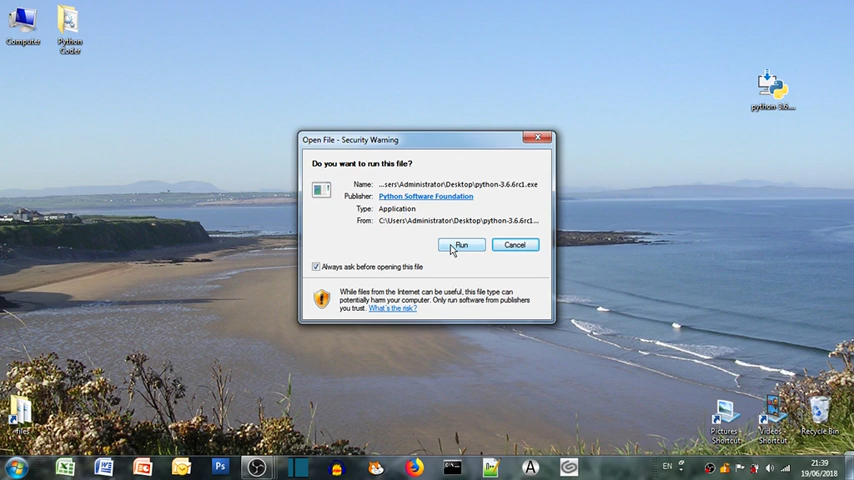 Computer
Python
Coder
python-3.6....
Open File - Security Warning
Do you want to run this file?
Name: ...sers\Administrator\Desktop\python-3.6.6rc1.exe
Publisher: Python Software Foundation
Type: Application
From: C:\Users\Administrator\Desktop\python-3.6.6rc1...
Run
Cancel
Always ask before opening this file
While files from the Internet can be useful, this file type can
potentially harm your computer. Only run software from publishers
you trust. What's the risk?
files
Pictures -
Shortcut
Videos -
Shortcut
Recycle Bin
Ps
EN
21:39
19/06/2018